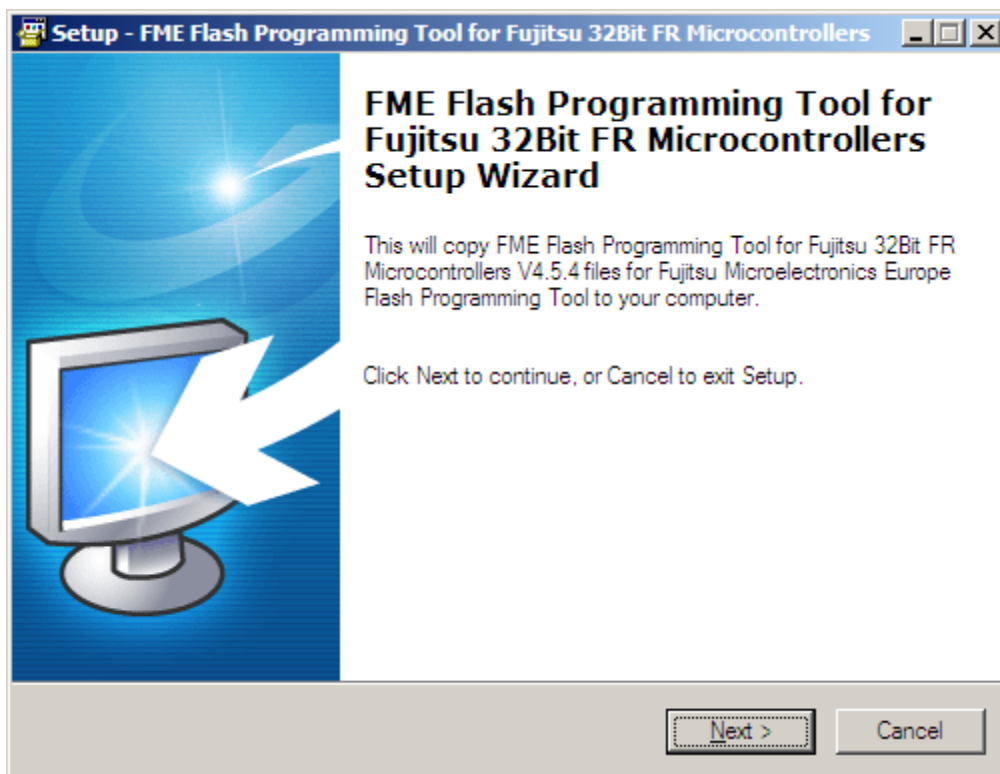 Setup - FME Flash Programming Tool for Fujitsu 32Bit FR Microcontrollers
FME Flash Programming Tool for
Fujitsu 32Bit FR Microcontrollers
Setup Wizard
This will copy FME Flash Programming Tool for Fujitsu 32Bit FR
Microcontrollers V4.5.4 files for Fujitsu Microelectronics Europe
Flash Programming Tool to your computer.
Click Next to continue, or Cancel to exit Setup.
Next >
Cancel